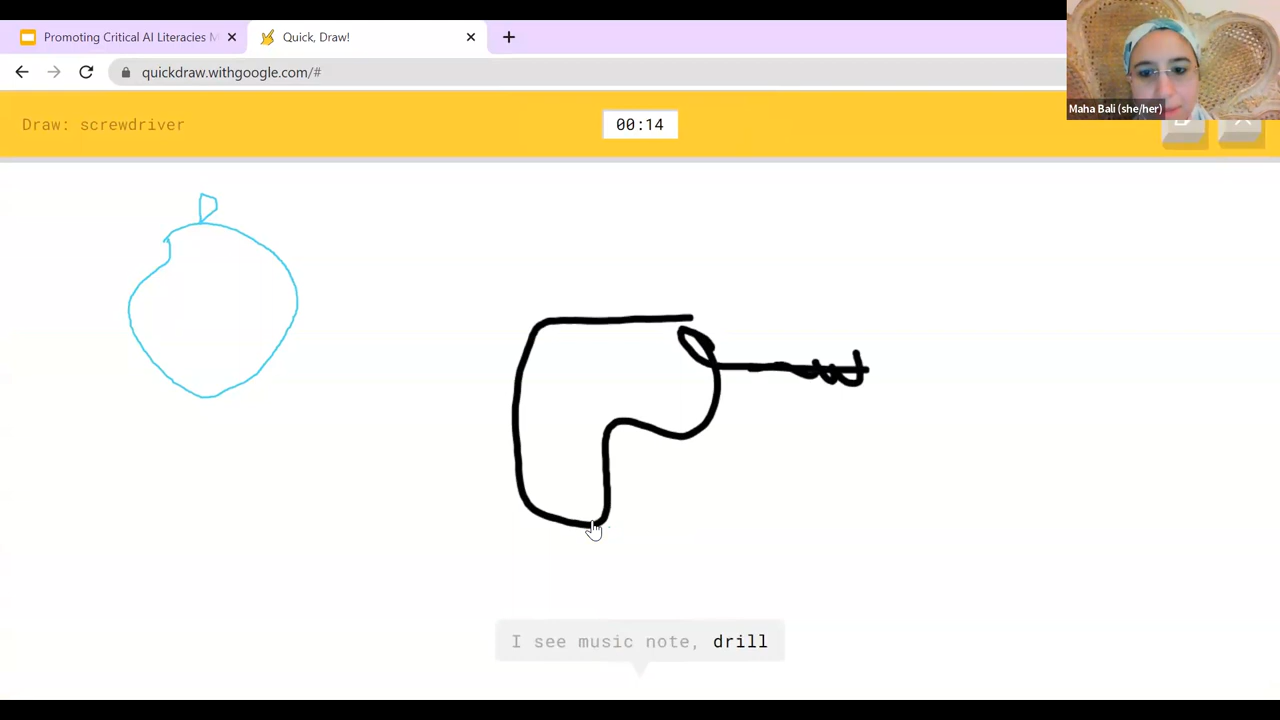 Promoting Critical AI Literacies M
Quick, Draw!
quickdraw.withgoogle.com/#
Maha Bali (she/her)
Draw: screwdriver
00:14
I see music note, drill